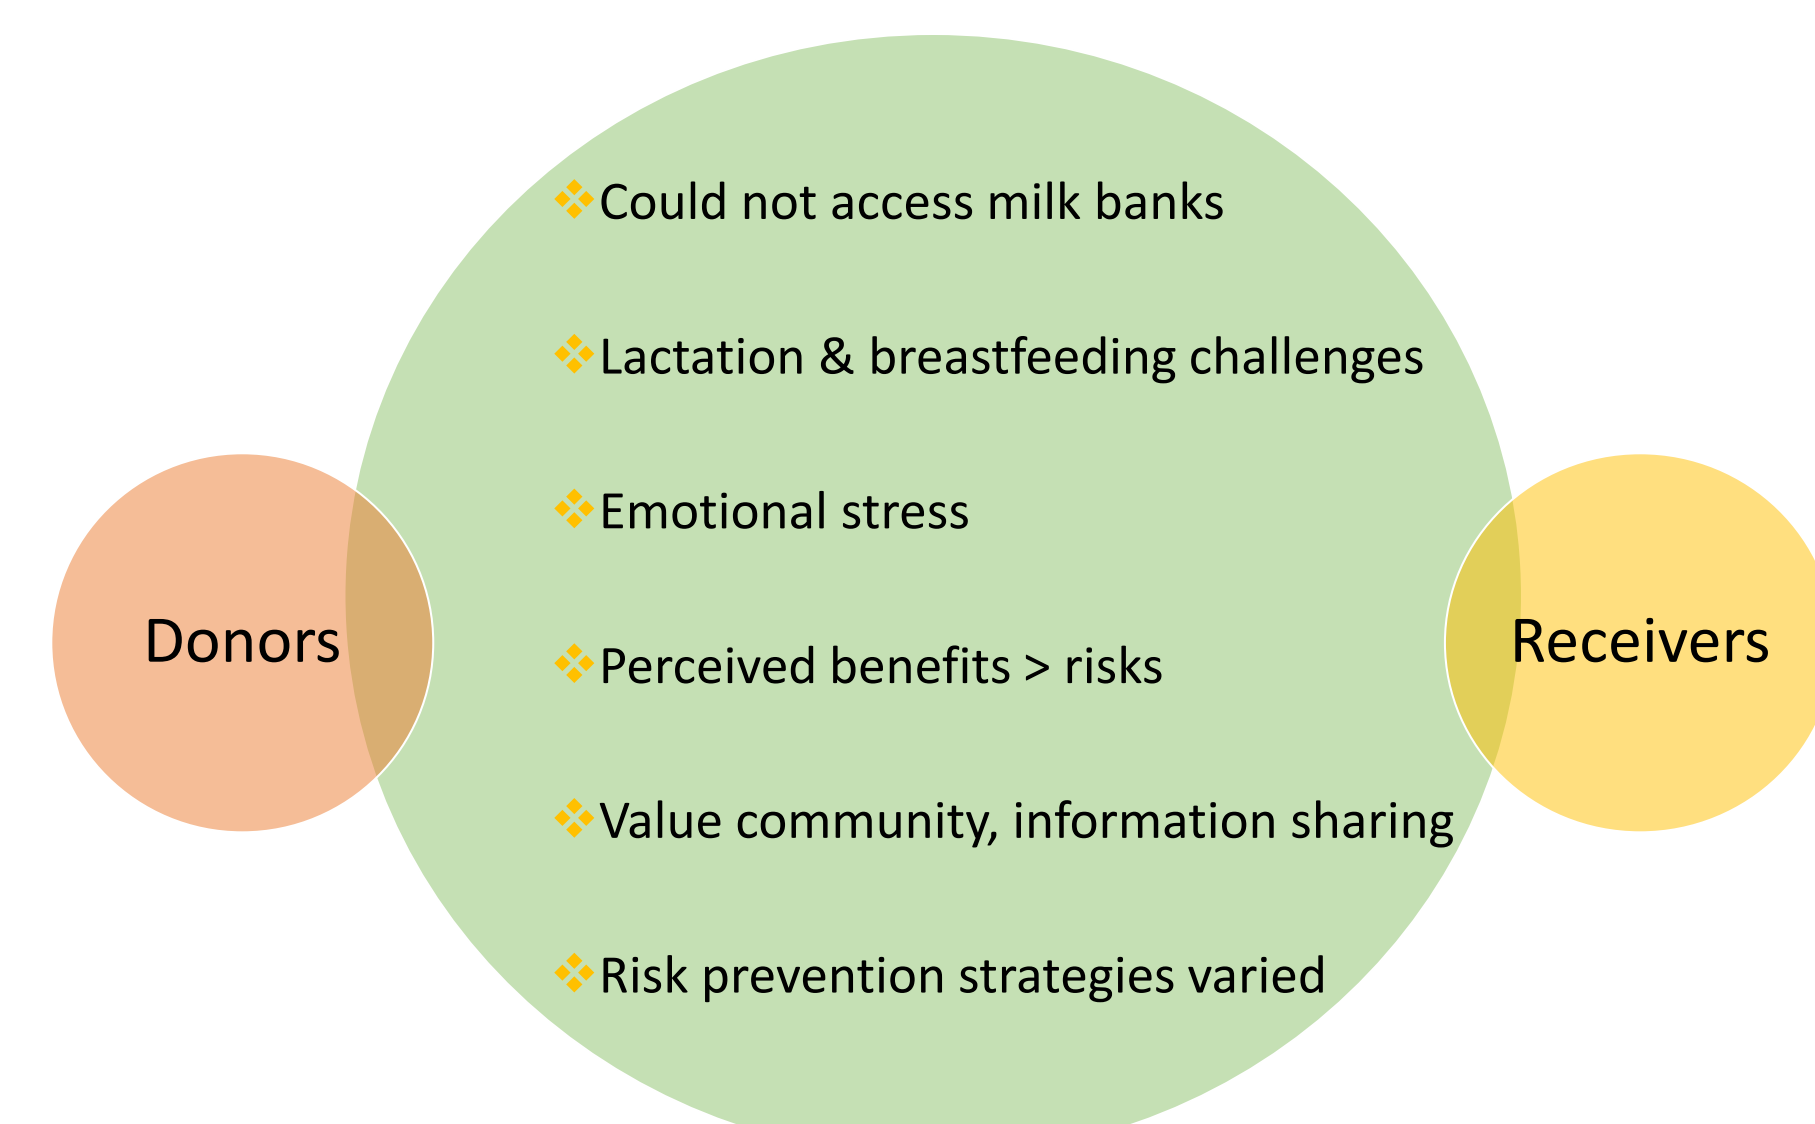 Could not access milk banks
Lactation & breastfeeding challenges
Emotional stress
Donors
Receivers
Perceived benefits > risks
Value community, information sharing
Risk prevention strategies varied